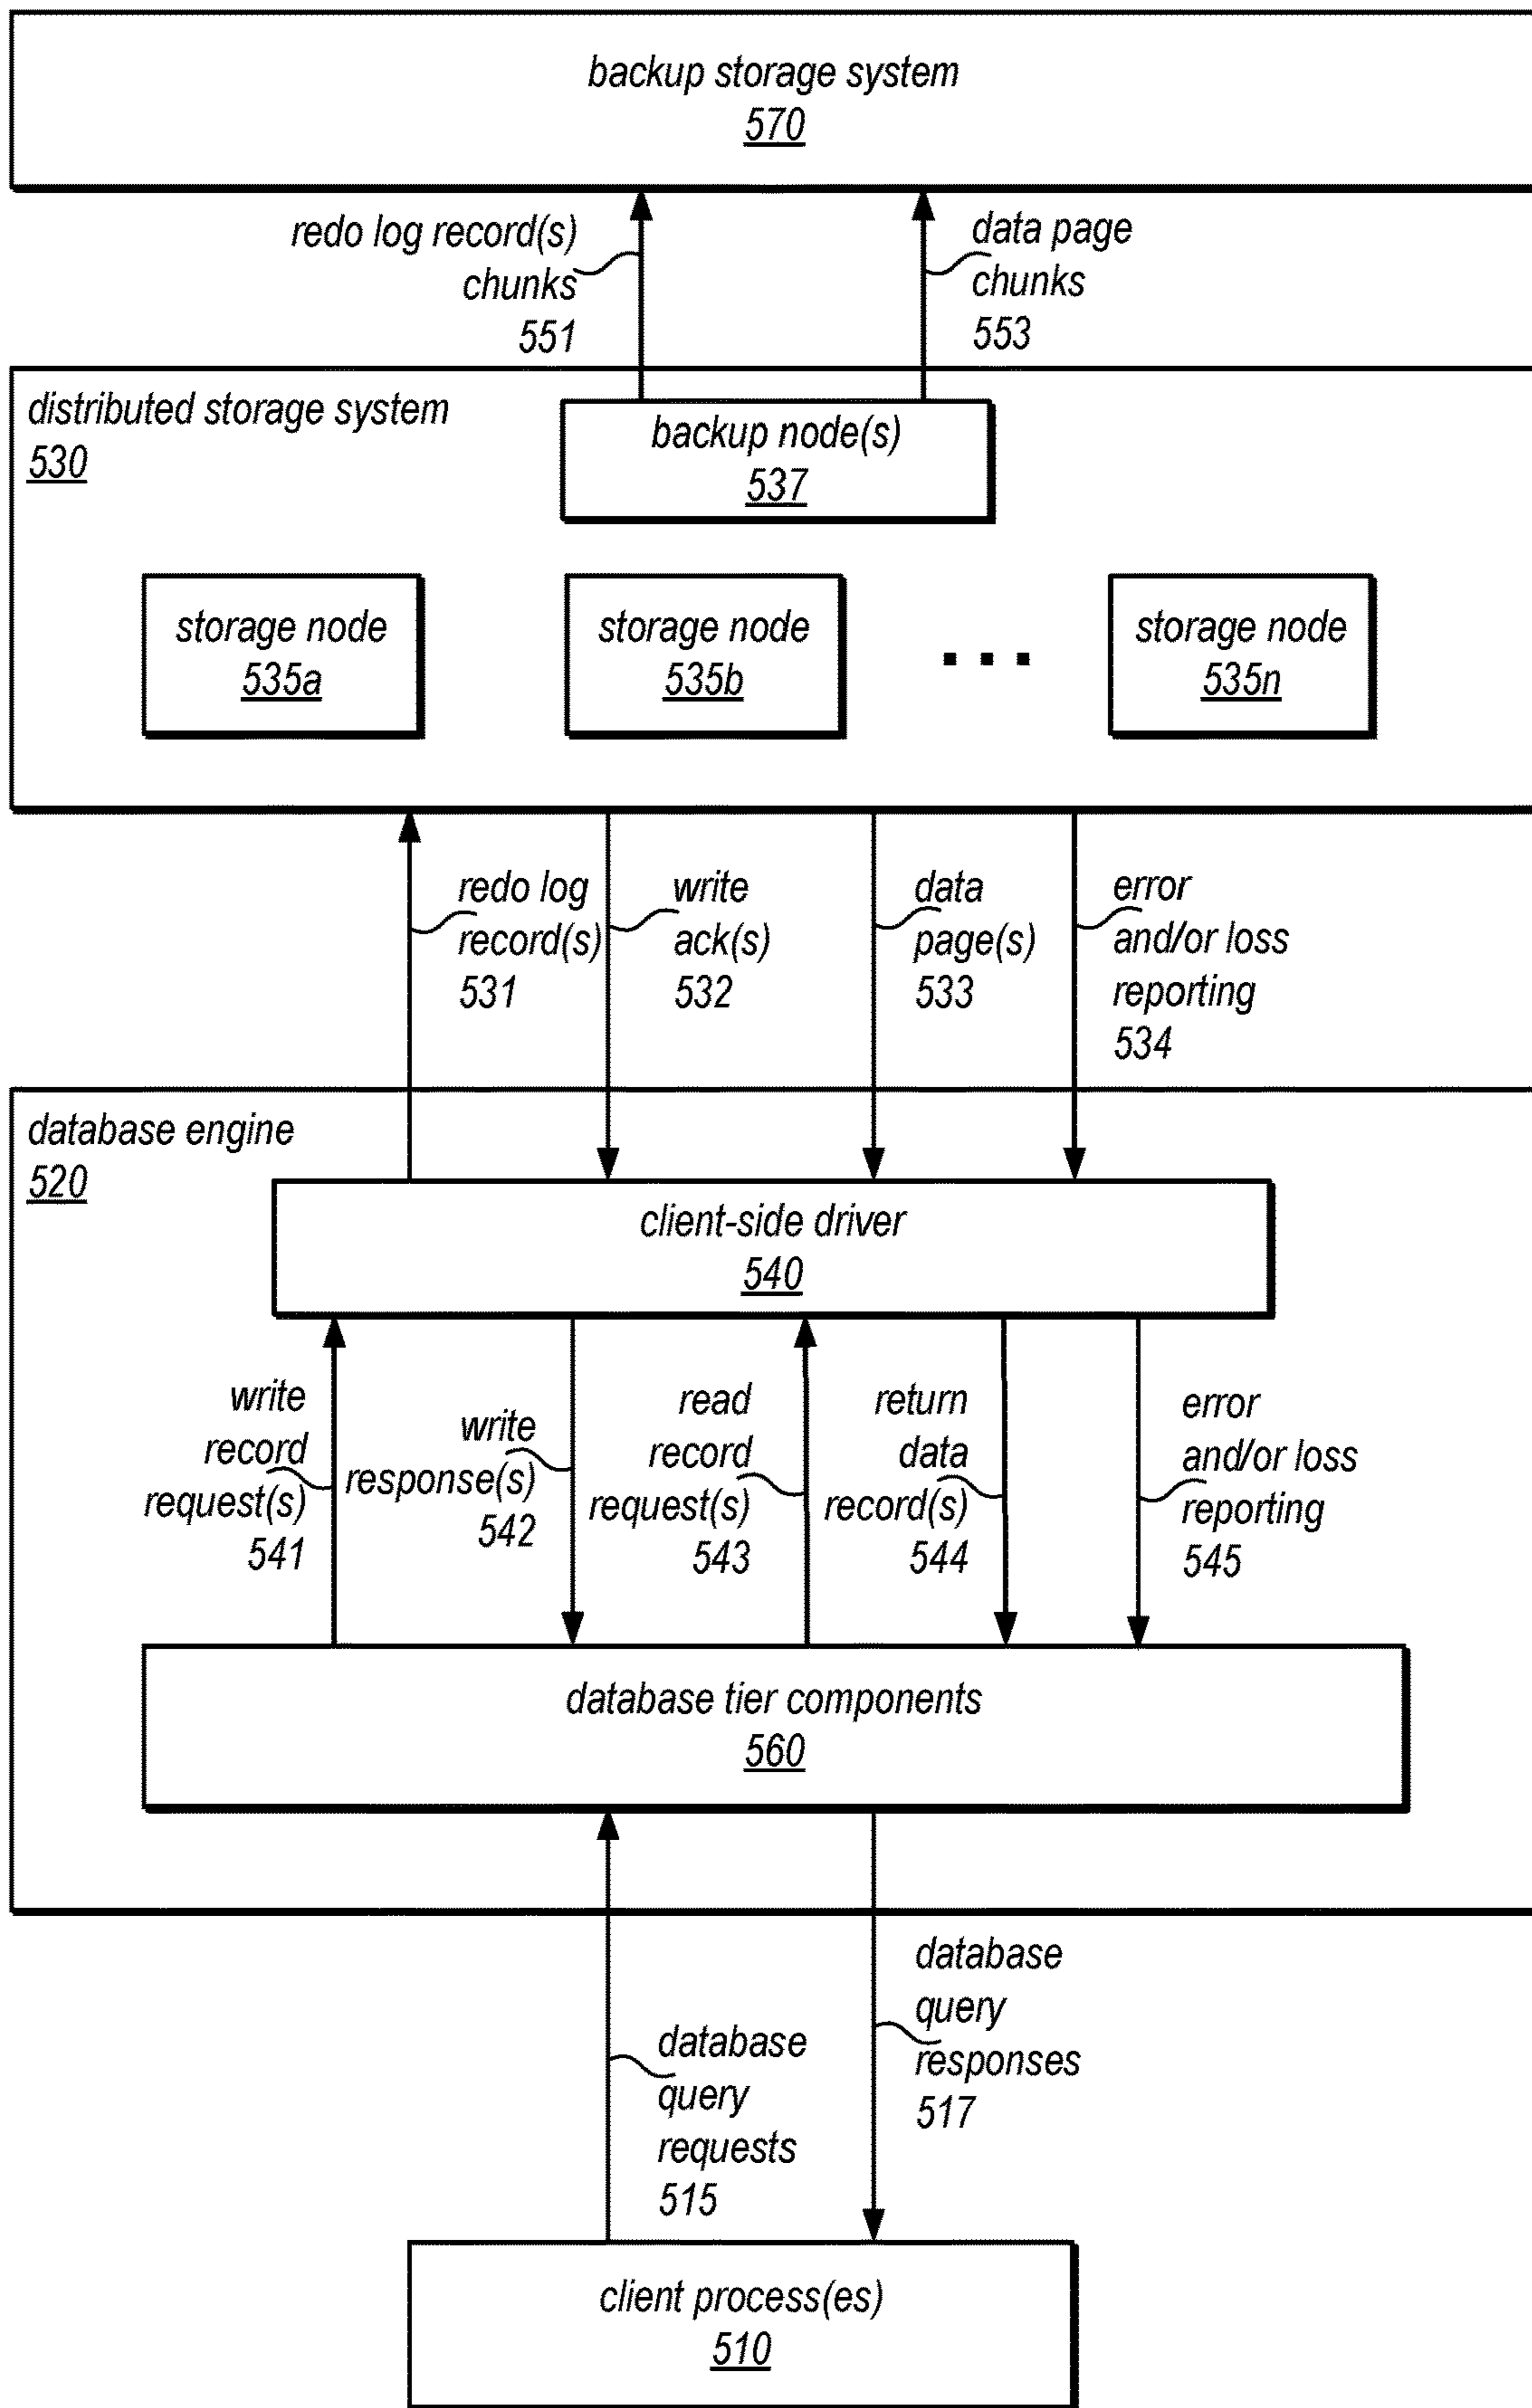 backup storage system
570
redo log record(s)
chunks
551
data page
chunks
553
distributed storage system
530
backup node(s)
537
storage node
535a
storage node
535b
storage node
535n
redo log
record(s)
531
write
ack(s)
532
data
page(s)
533
error
and/or loss
reporting
534
database engine
520
client-side driver
540
write
record
request(s)
541
write
response(s)
542
read
record
request(s)
543
return
data
record(s)
544
error
and/or loss
reporting
545
database tier components
560
database
query
requests
515
database
query
responses
517
client process(es)
510